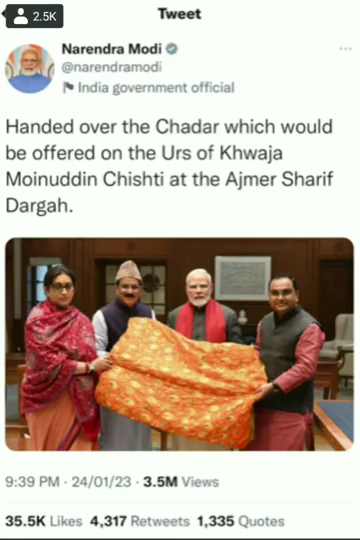 2.5K
Tweet
Narendra Modi
@narendramodi
India government official
Handed over the Chadar which would
be offered on the Urs of Khwaja
Moinuddin Chishti at the Ajmer Sharif
Dargah.
9:39 PM · 24/01/23 · 3.5M Views
35.5K Likes 4,317 Retweets 1,335 Quotes